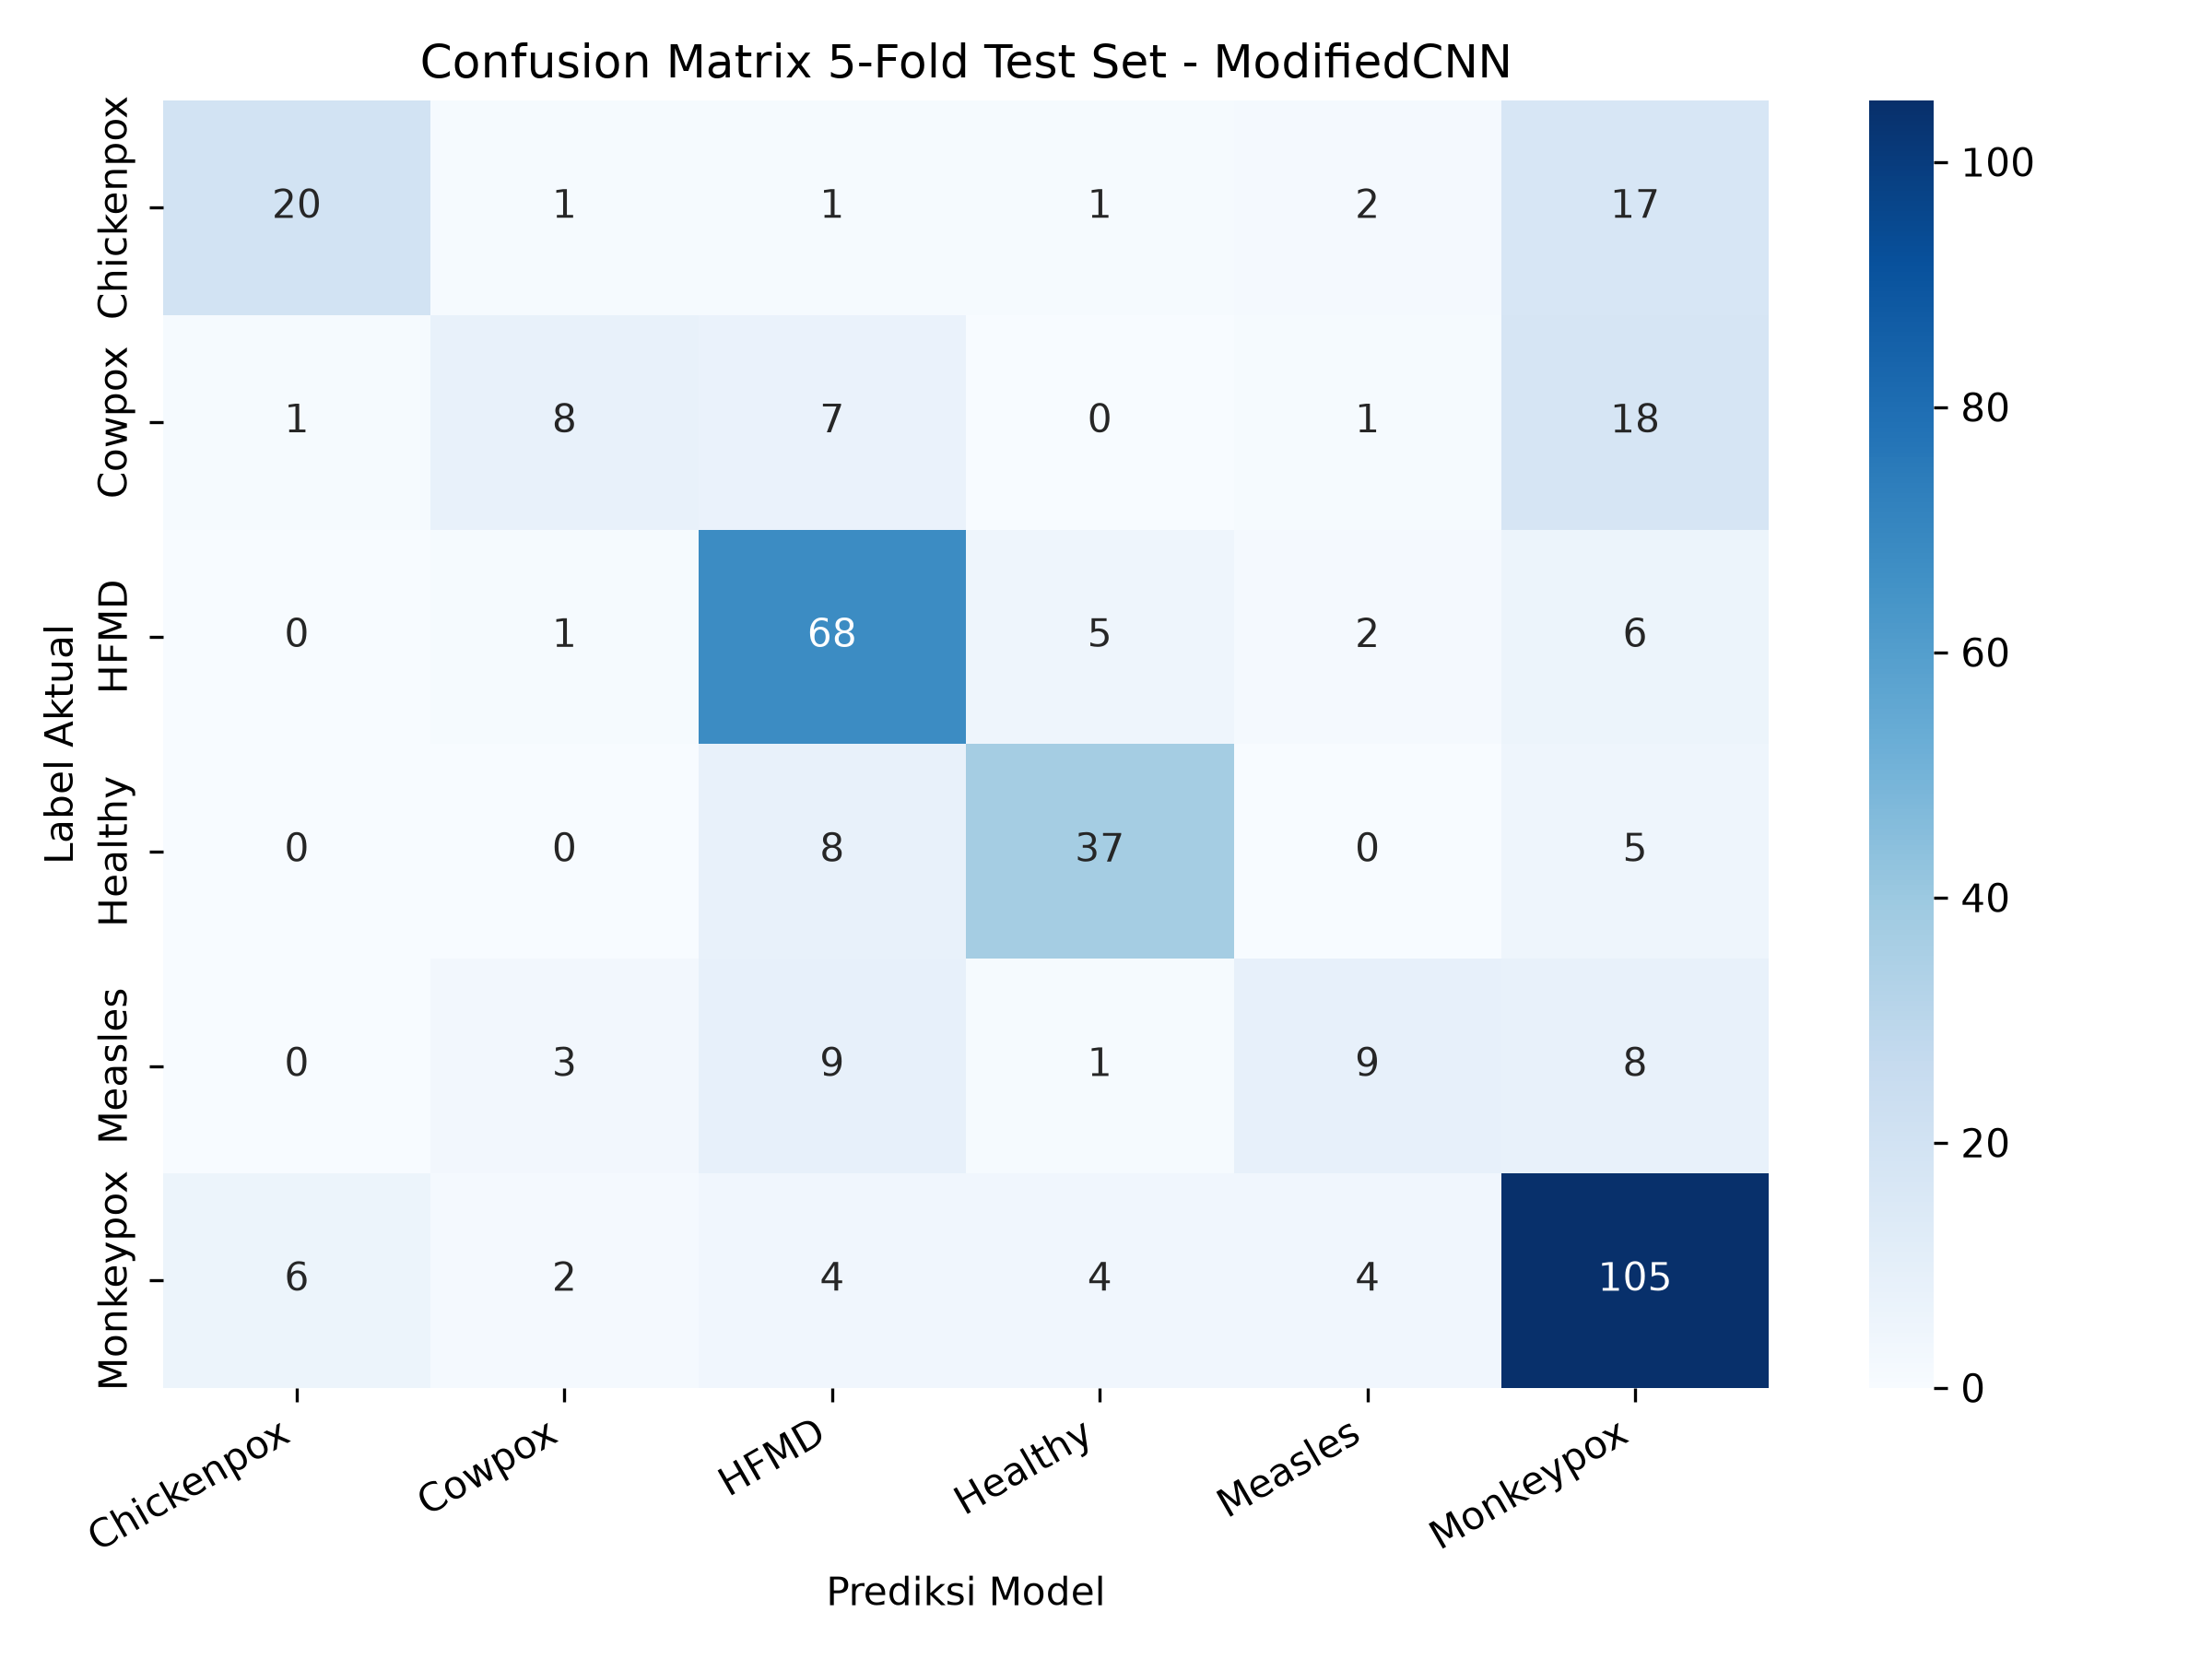 Confusion Matrix 5-Fold Test Set - ModifiedCNN
Label Aktual
Chickenpox 20 1 1 1 2 17
Cowpox 1 8 7 0 1 18
HFMD 0 1 68 5 2 6
Healthy 0 0 8 37 0 5
Measles 0 3 9 1 9 8
Monkeypox 6 2 4 4 4 105
Chickenpox Cowpox HFMD Healthy Measles Monkeypox
Prediksi Model
100
80
60
40
20
0